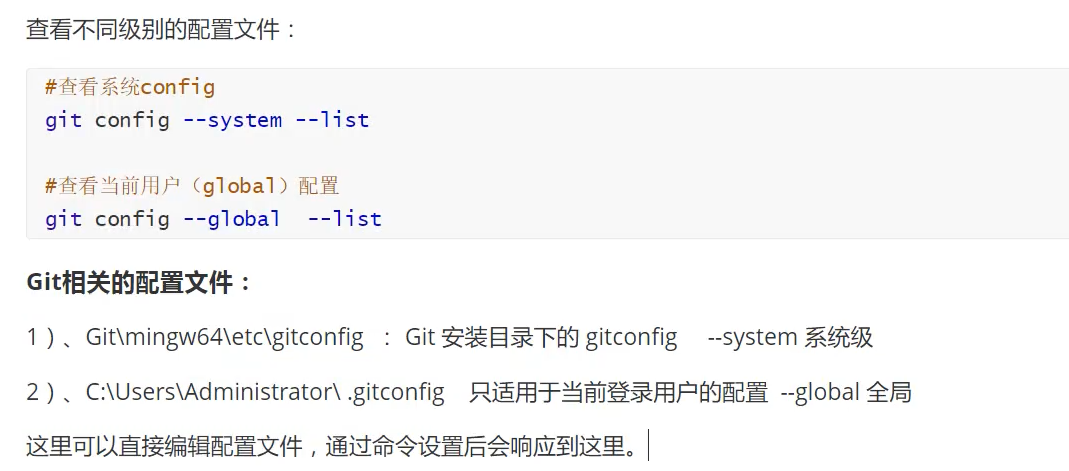 查看不同级别的配置文件：
#查看系统config
git config --system --list
#查看当前用户（global）配置
git config --global  --list
Git相关的配置文件：
1）、Git\mingw64\etc\gitconfig ：Git 安装目录下的 gitconfig --system 系统级
2）、C:\Users\Administrator\ .gitconfig 只适用于当前登录用户的配置 --global 全局
这里可以直接编辑配置文件，通过命令设置后会响应到这里。